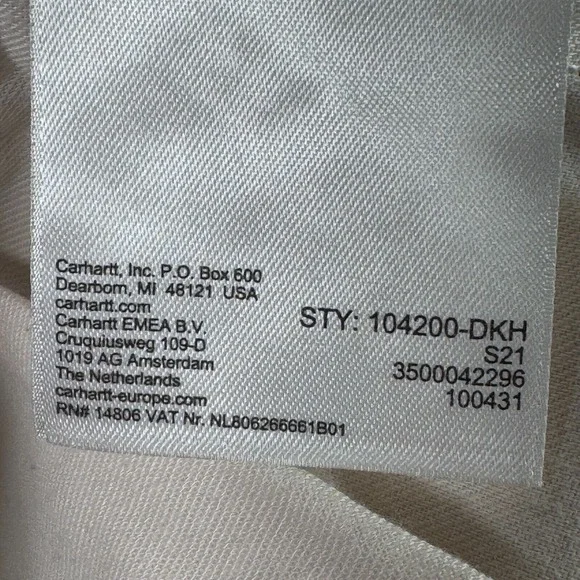 Carhartt, Inc. P.O. Box 600
Dearborn, MI 48121 USA
carhartt.com
Carhartt EMEA B.V.
Cruquiusweg 109-D
1019 AG Amsterdam
The Netherlands
carhartt-europe.com
RN# 14806 VAT Nr. NL806266661B01
STY: 104200-DKH
S21
3500042296
100431